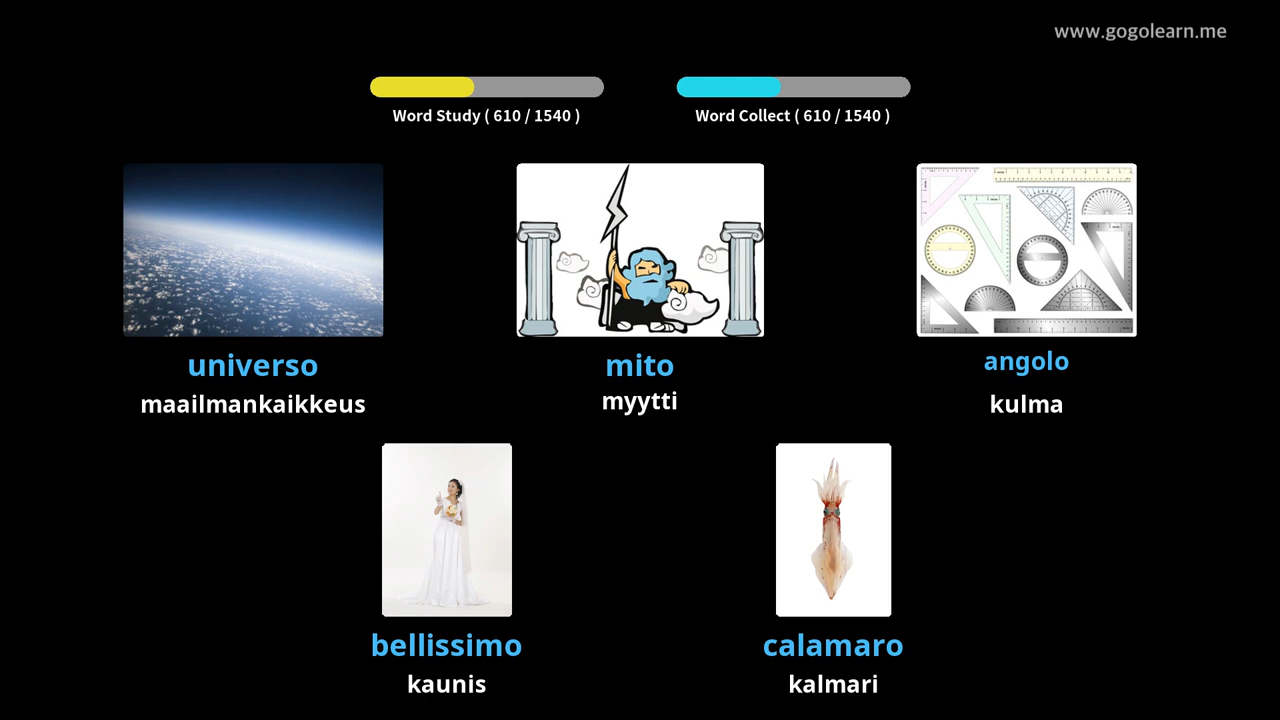 www.gogolearn.me
Word Study ( 610 / 1540 )
Word Collect ( 610 / 1540 )
universo
maailmankaikkeus
mito
myytti
angolo
kulma
bellissimo
kaunis
calamaro
kalmari